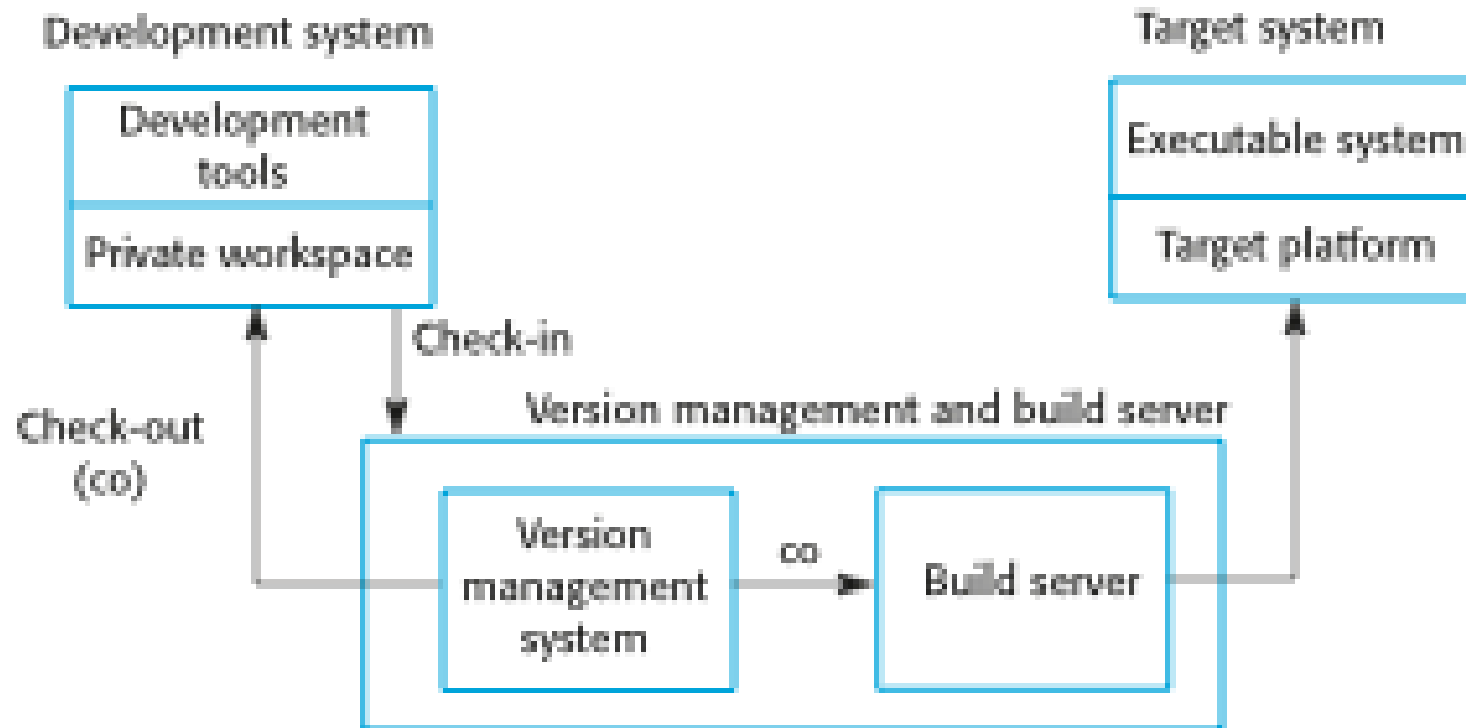 Development system
Target system
Development
tools
Private workspace
Executable system
Target platform
Check-in
Check-out
(co)
Version management and build server
Version
management
system
co
Build server